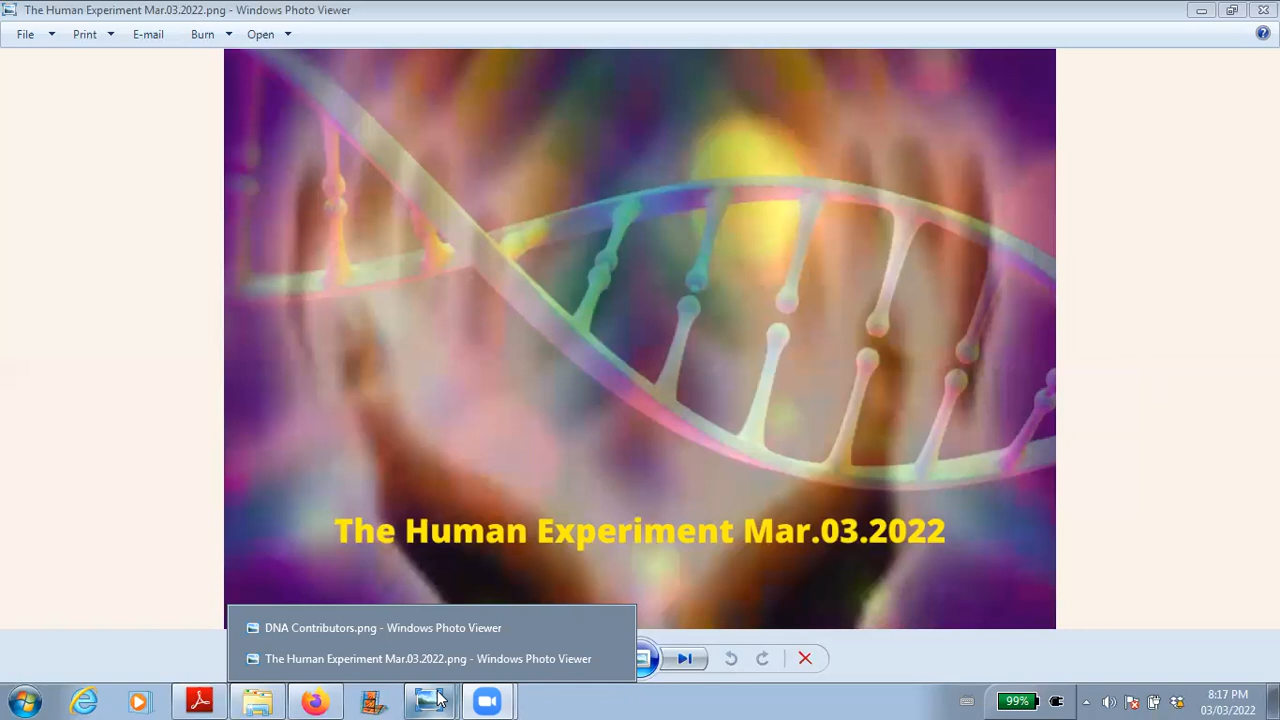 The Human Experiment Mar.03.2022.png - Windows Photo Viewer
File Print E-mail Burn Open
The Human Experiment Mar.03.2022
DNA Contributors.png - Windows Photo Viewer
The Human Experiment Mar.03.2022.png - Windows Photo Viewer
99%
8:17 PM
03/03/2022